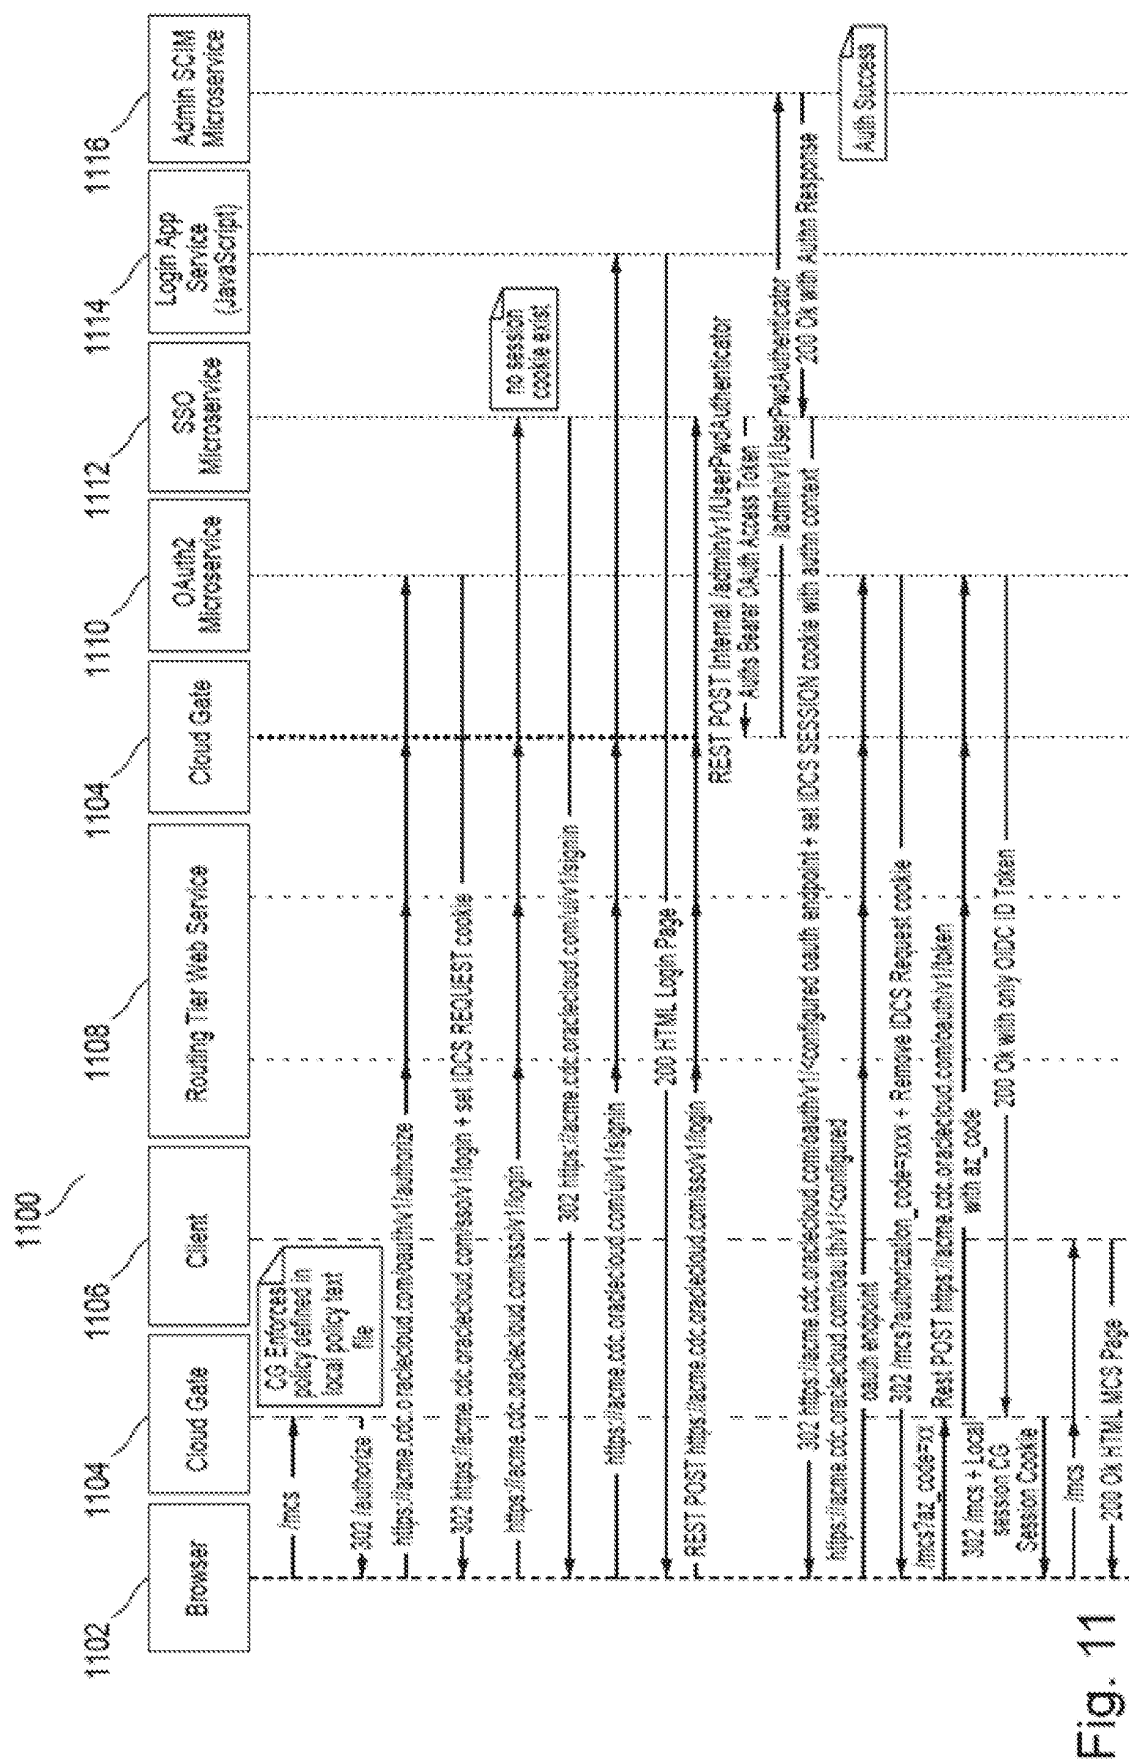 1100
1102
1104
1106
1108
1104
1110
1112
1114
1116
Browser
Cloud Gate
Client
Routing Tier Web Service
Cloud Gate
OAuth2
Microservice
SSO
Microservice
Login App
Service
(JavaScript)
Admin SCIM
Microservice
/mcs
CG Enforces
policy defined in
local policy text
file
302 /authorize
https://acme.cdc.oraclecloud.com/oauth/v1/authorize
302 https://acme.cdc.oraclecloud.com/sso/v1/login + set IDCS REQUEST cookie
https://acme.cdc.oraclecloud.com/sso/v1/login
no session
cookie exist
302 https://acme.cdc.oraclecloud.com/ui/v1/signin
https://acme.cdc.oraclecloud.com/ui/v1/signin
200 HTML Login Page
REST POST https://acme.cdc.oraclecloud.com/sso/v1/login
REST POST Internal /admin/v1/UserPwdAuthenticator
Auths Bearer OAuth Access Token
/admin/v1/UserPwdAuthenticator
200 Ok with Authn Response
Auth Success
302 https://acme.cdc.oraclecloud.com/oauth/v1/<configured oauth endpoint + set IDCS SESSION cookie with authn context
https://acme.cdc.oraclecloud.com/oauth/v1/<configured
oauth endpoint
302 /mcs?authorization_code=xxxx + Remove IDCS Request cookie
/mcs?az_code=xx
Rest POST https://acme.cdc.oraclecloud.com/oauth/v1/token
with az_code
200 Ok with only OIDC ID Token
302 /mcs + Local
session CG
Session Cookie
/mcs
200 Ok HTML MCS Page
Fig. 11